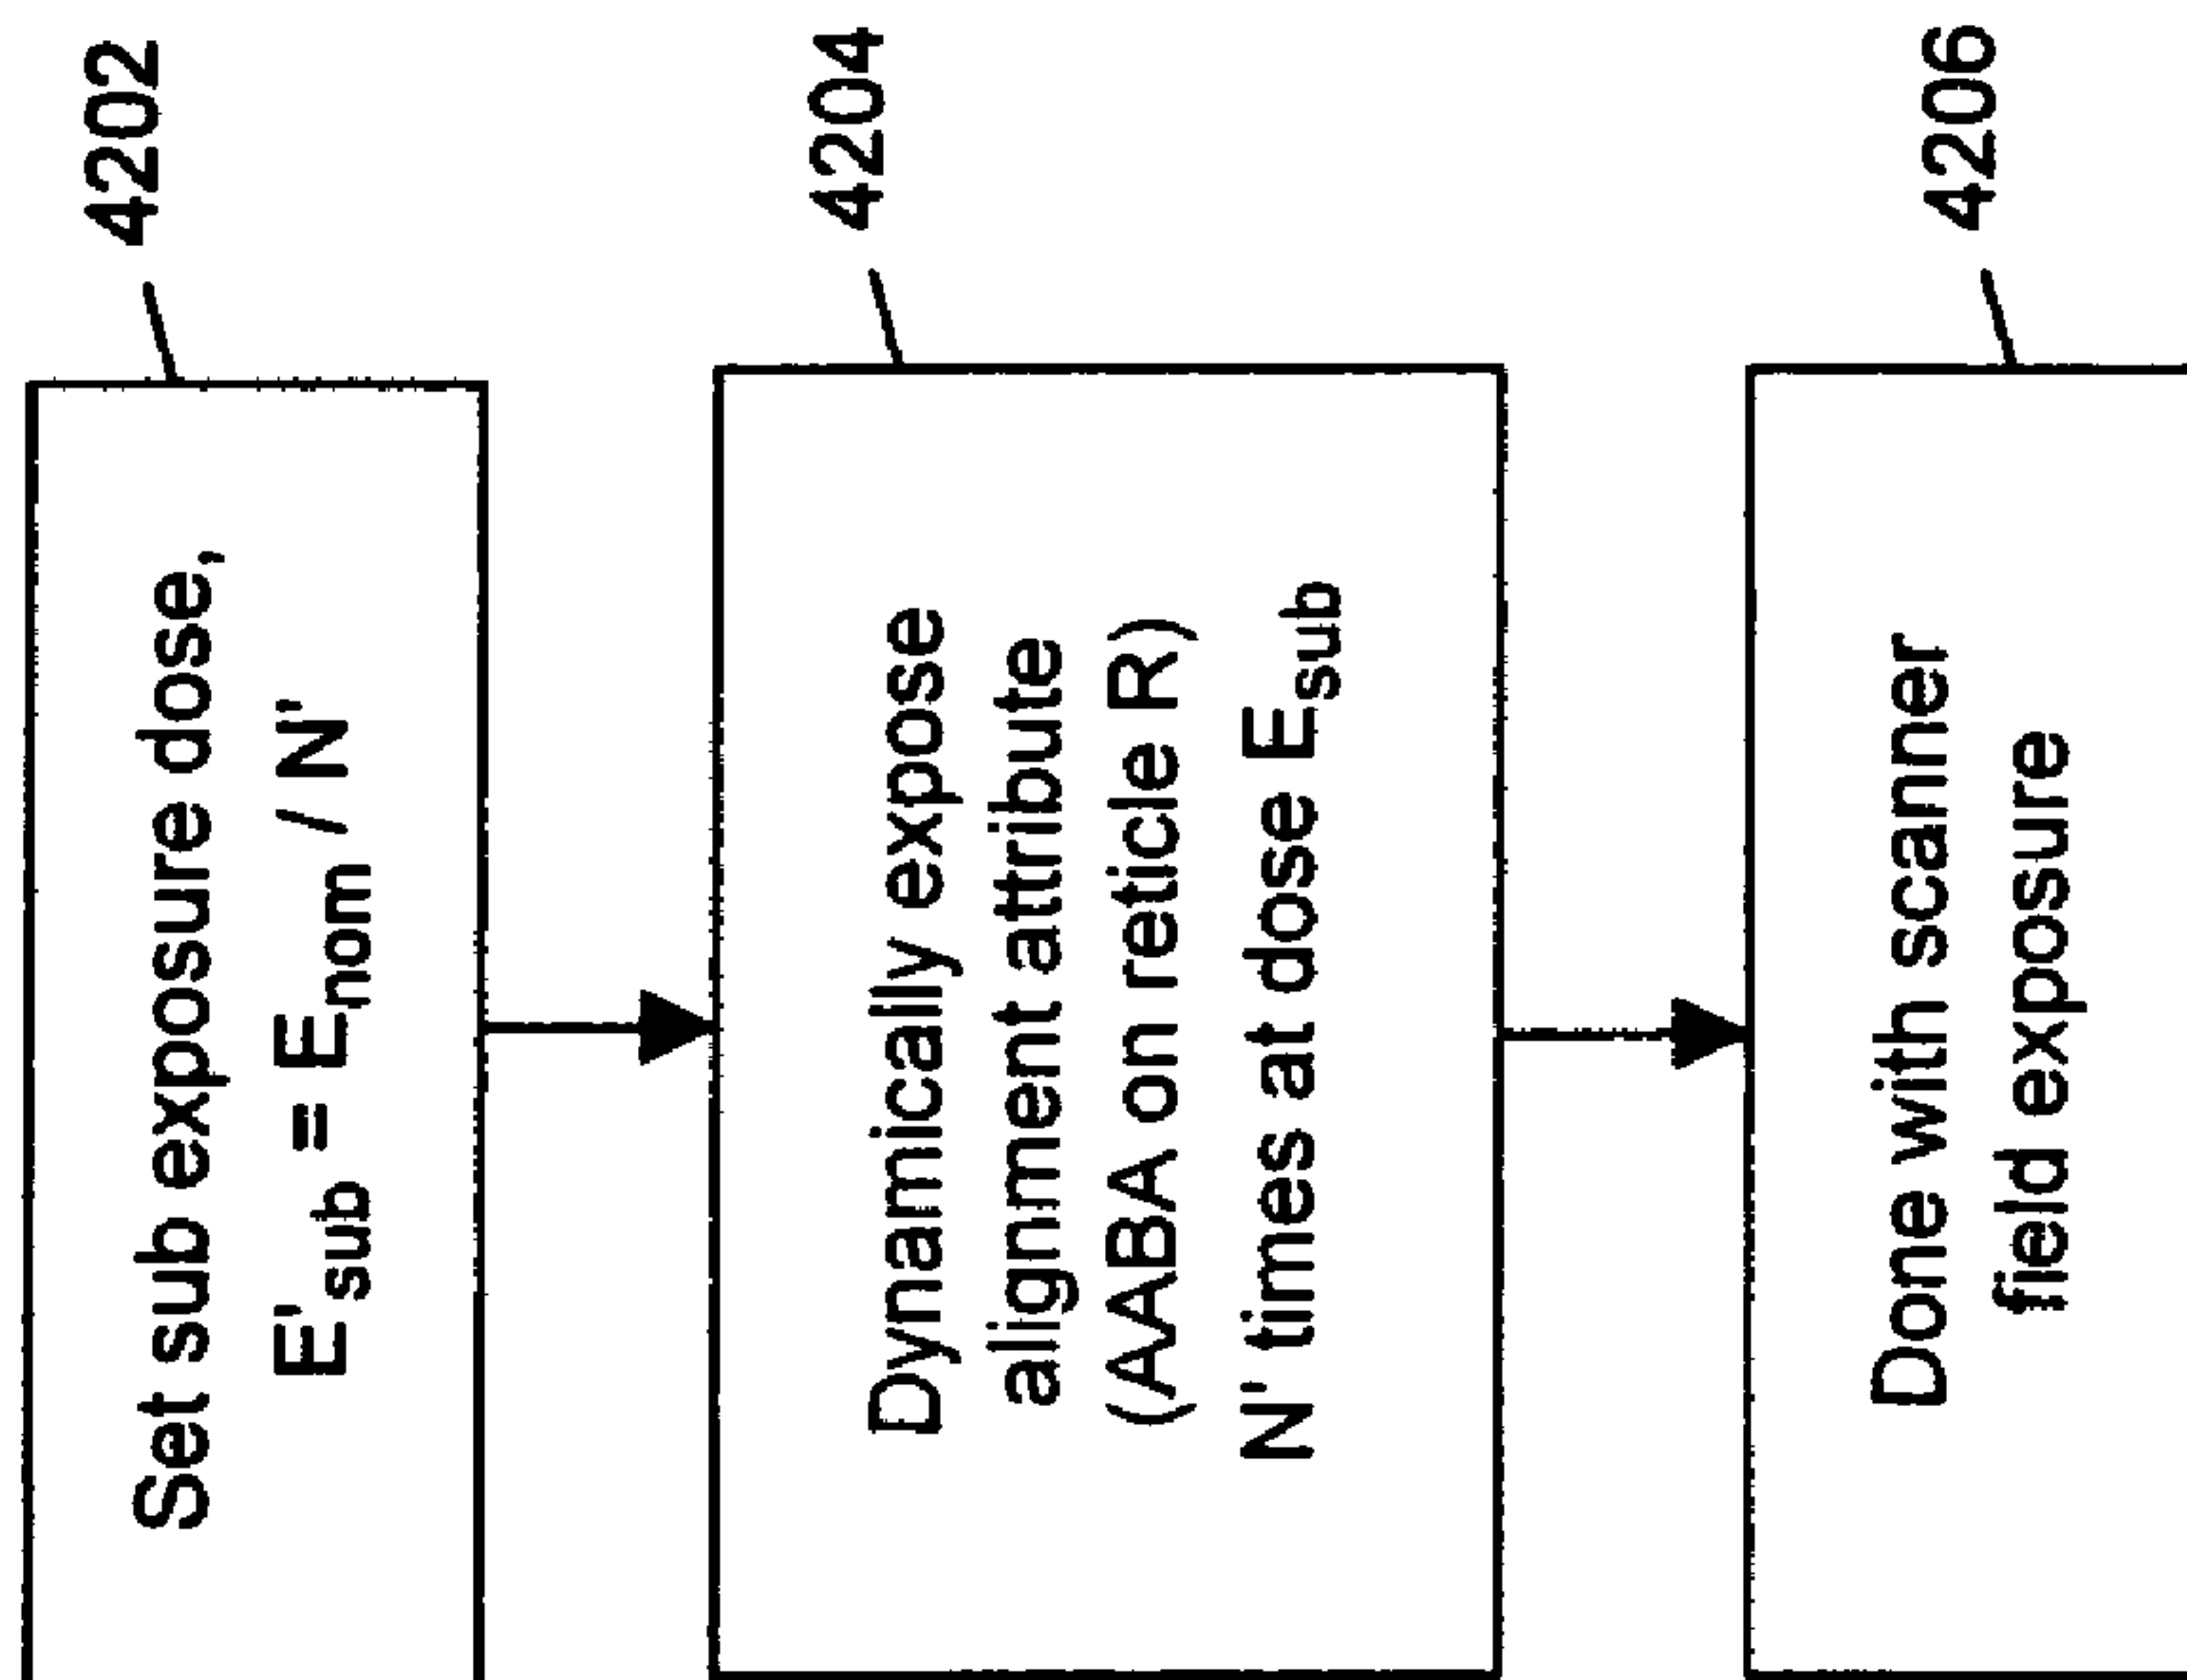 Set sub exposure dose,
E'sub = Enom / N'
4202
Dynamically expose
alignment attribute
(AABA on reticle R)
N' times at dose Esub
4204
Done with scanner
field exposure
4206